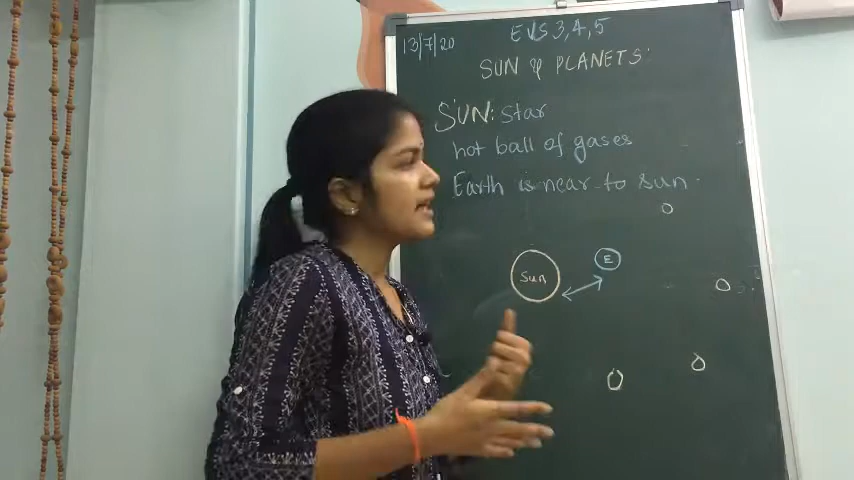 13/7/20
EVS 3,4,5
SUN & PLANETS:
SUN: Star
hot ball of gases
Earth is near to sun.
Sun
E